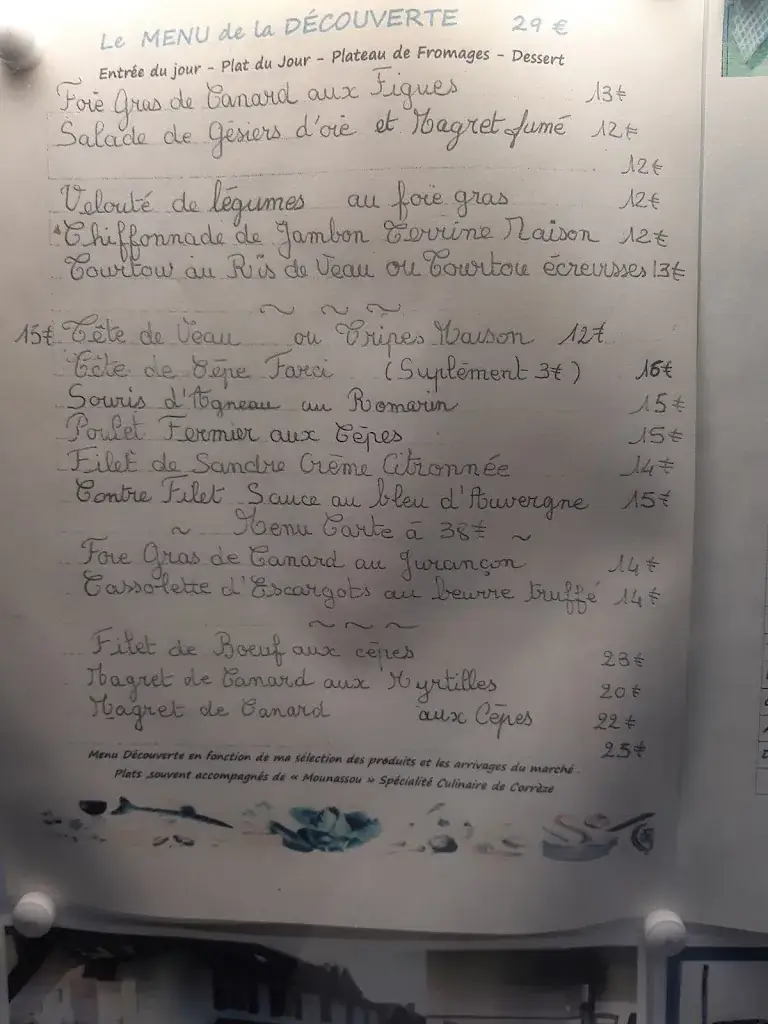 Le MENU de la DÉCOUVERTE 29 €
Entrée du jour - Plat du Jour - Plateau de Fromages - Dessert
Foie Gras de Canard aux Figues 13€
Salade de Gésiers d'oie et Magret fumé 12€
12€
Velouté de légumes au foie gras 12€
Chiffonnade de Jambon Terrine Maison 12€
Tourtou au Ris de Veau ou Tourtou écrevisses 13€
~ ~ ~
15€ Tête de Veau ou Tripes Maison 12€
Tête de Cèpe Farci (Suplément 3€) 16€
Souris d'Agneau au Romarin 15€
Poulet Fermier aux Cèpes 15€
Filet de Sandre Crème Citronnée 14€
Contre Filet Sauce au bleu d'Auvergne 15€
~ Menu Carte à 38€ ~
Foie Gras de Canard au Jurançon 14€
Cassolette d'Escargots au beurre truffé 14€
~ ~ ~
Filet de Boeuf aux cèpes 23€
Magret de Canard aux Myrtilles 20€
Magret de Canard aux Cèpes 22€
25€
Menu Découverte en fonction de ma sélection des produits et les arrivages du marché.
Plats souvent accompagnés de « Mounassou » Spécialité Culinaire de Corrèze